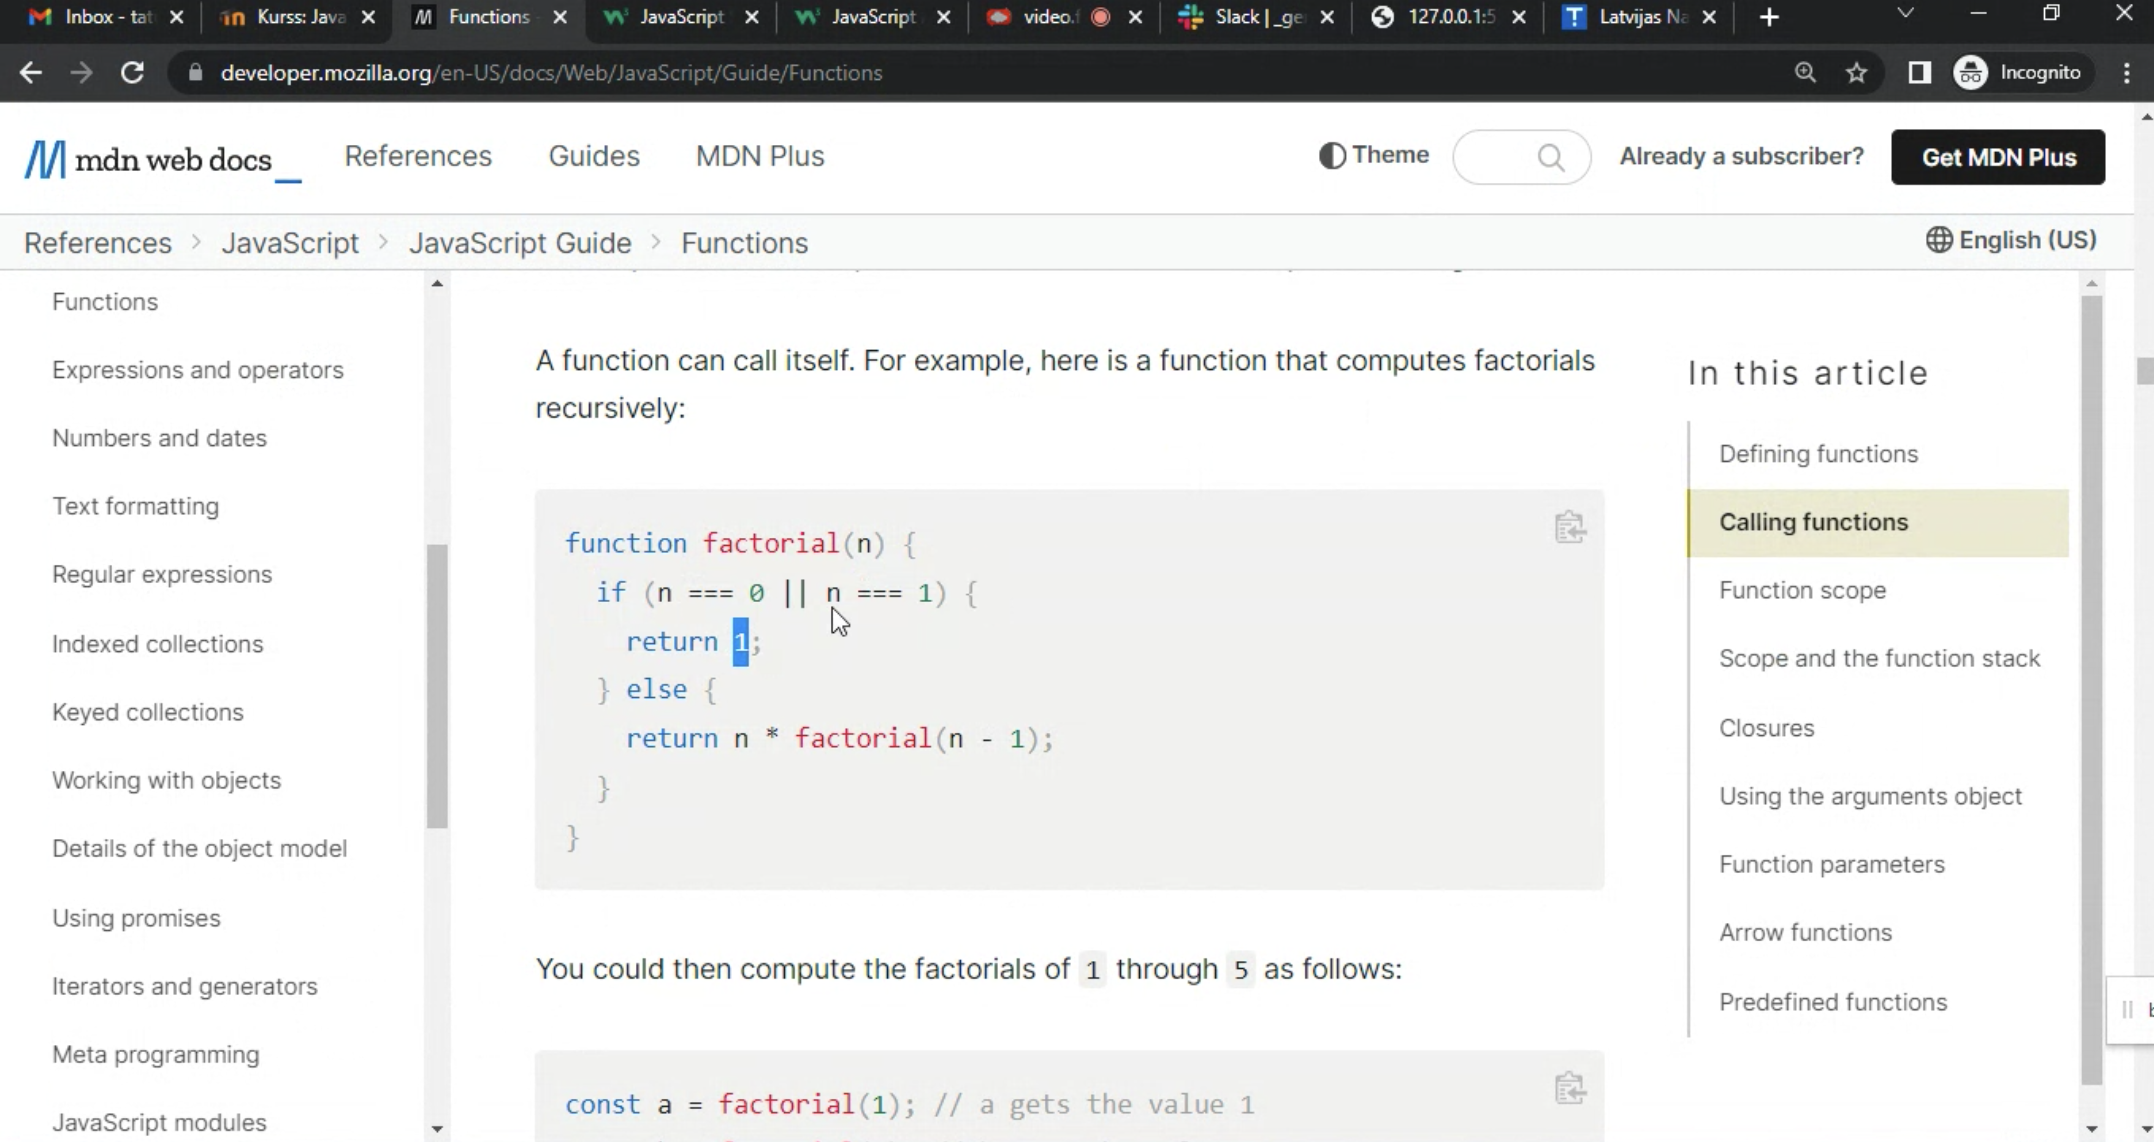 Inbox - tat
Kurss: Java
Functions
JavaScript
JavaScript
video.
Slack | _ge
127.0.0.1:5
Latvijas Na
developer.mozilla.org/en-US/docs/Web/JavaScript/Guide/Functions
Incognito
mdn web docs_
References
Guides
MDN Plus
Theme
Already a subscriber?
Get MDN Plus
References > JavaScript > JavaScript Guide > Functions
English (US)
Functions
Expressions and operators
Numbers and dates
Text formatting
Regular expressions
Indexed collections
Keyed collections
Working with objects
Details of the object model
Using promises
Iterators and generators
Meta programming
JavaScript modules
A function can call itself. For example, here is a function that computes factorials
recursively:
function factorial(n) {
if (n === 0 || n === 1) {
return 1;
} else {
return n * factorial(n - 1);
}
}
You could then compute the factorials of 1 through 5 as follows:
const a = factorial(1); // a gets the value 1
In this article
Defining functions
Calling functions
Function scope
Scope and the function stack
Closures
Using the arguments object
Function parameters
Arrow functions
Predefined functions